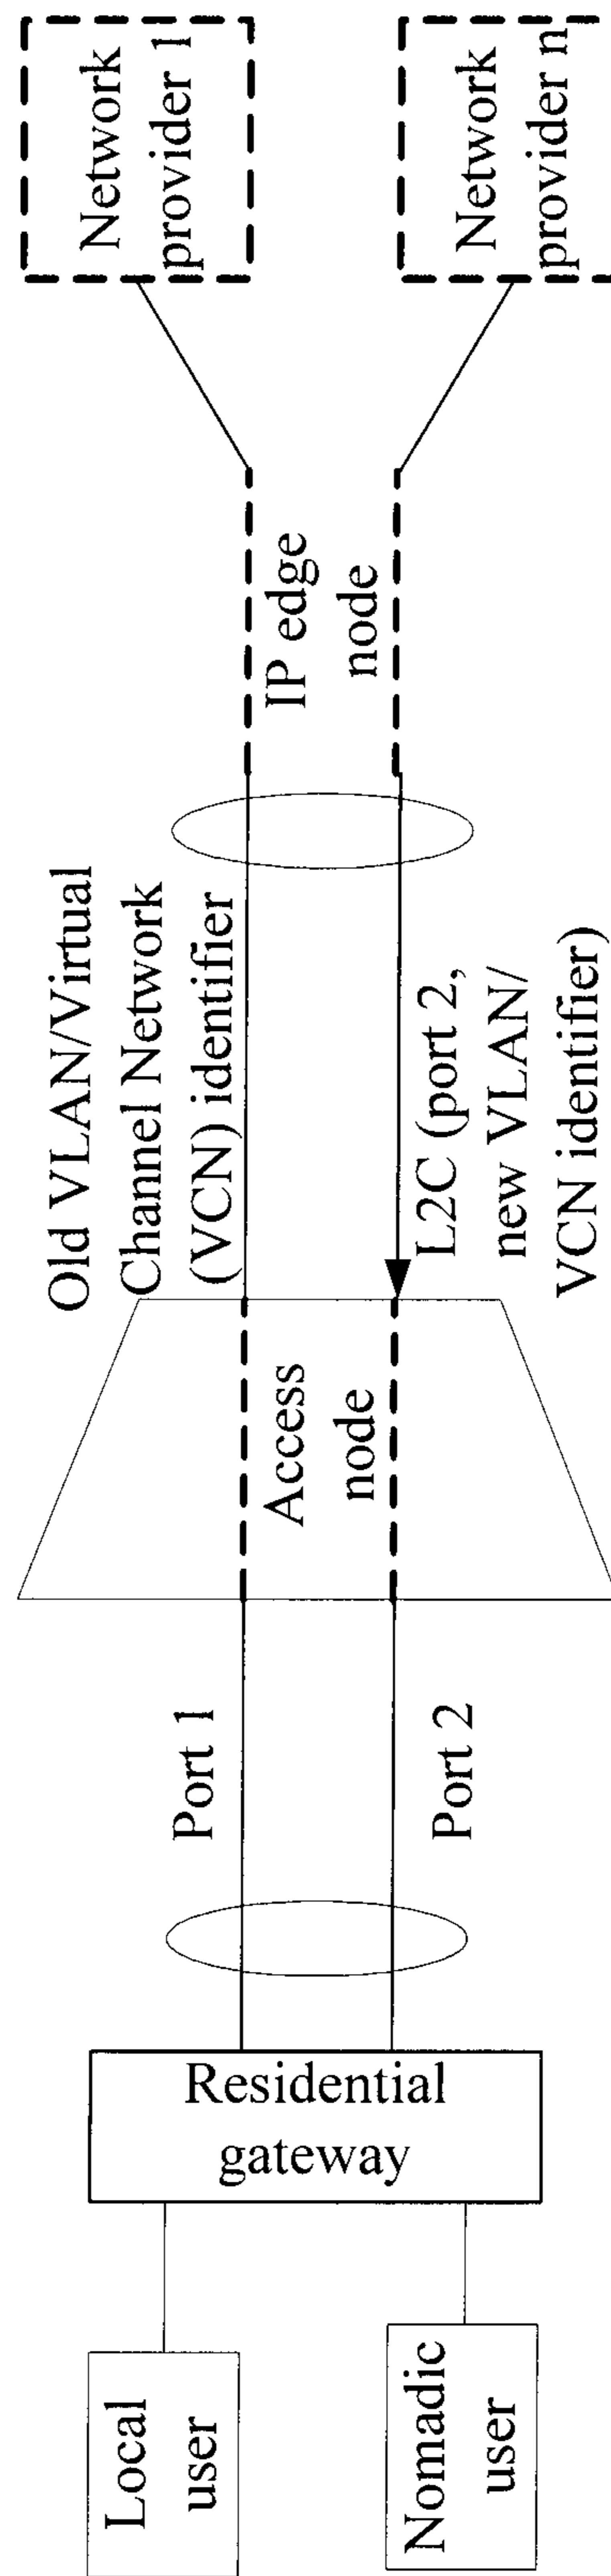 Network
provider 1
Network
provider n
IP edge
node
Old VLAN/Virtual
Channel Network
(VCN) identifier
L2C (port 2,
new VLAN/
VCN identifier)
Access
node
Port 1
Port 2
Residential
gateway
Local
user
Nomadic
user